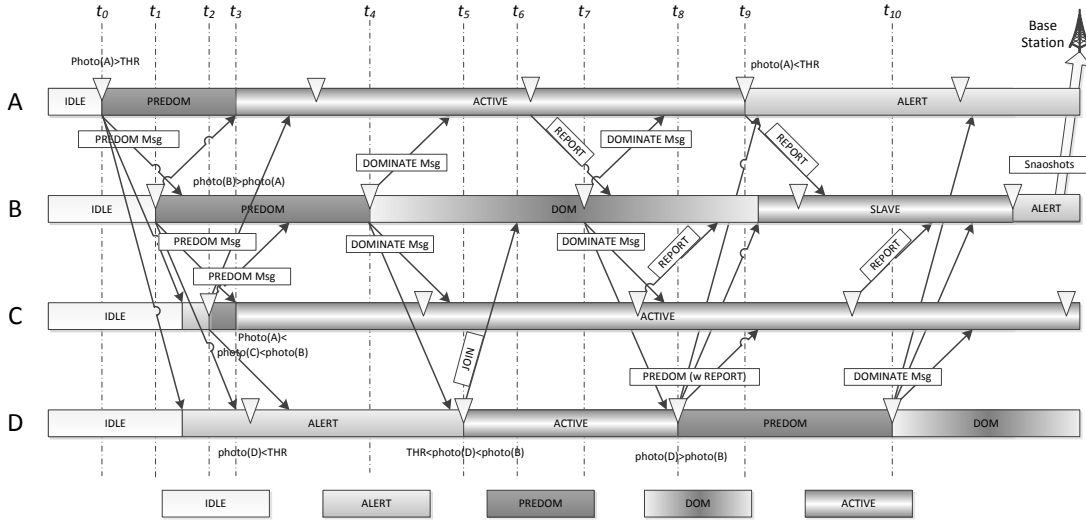 t0 t1 t2 t3 t4 t5 t6 t7 t8 t9 t10
Base
Station
Photo(A)>THR
photo(A)<THR
A
IDLE PREDOM ACTIVE ALERT
PREDOM Msg
DOMINATE Msg
REPORT
DOMINATE Msg
REPORT
Snaoshots
photo(B)>photo(A)
B
IDLE PREDOM DOM SLAVE ALERT
PREDOM Msg
DOMINATE Msg
DOMINATE Msg
REPORT
REPORT
PREDOM Msg
C
IDLE ACTIVE
Photo(A)<
photo(C)<photo(B)
JOIN
PREDOM (w REPORT)
DOMINATE Msg
D
IDLE ALERT ACTIVE PREDOM DOM
photo(D)<THR
THR<photo(D)<photo(B)
photo(D)>photo(B)
IDLE ALERT PREDOM DOM ACTIVE